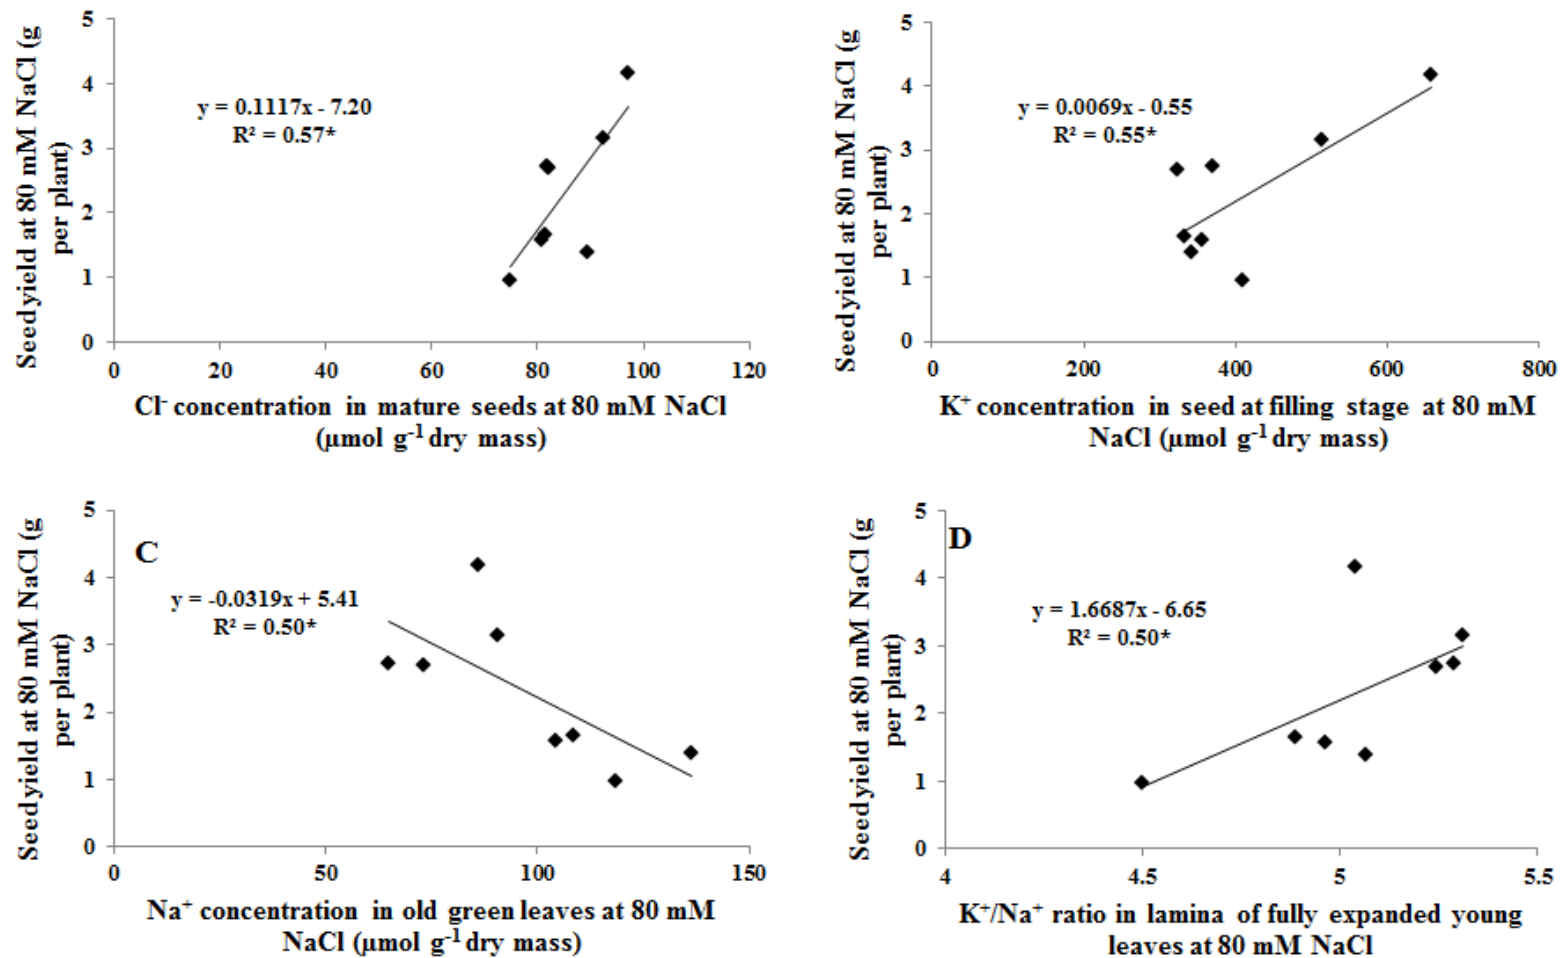 Seed yield at 80 mM NaCl (g
per plant)
5
4
3
2
1
0
y = 0.1117x - 7.20
R² = 0.57*
0 20 40 60 80 100 120
Cl⁻ concentration in mature seeds at 80 mM NaCl
(μmol g⁻¹ dry mass)
Seed yield at 80 mM NaCl (g
per plant)
5
4
3
2
1
0
y = 0.0069x - 0.55
R² = 0.55*
0 200 400 600 800
K⁺ concentration in seed at filling stage at 80 mM
NaCl (μmol g⁻¹ dry mass)
Seed yield at 80 mM NaCl (g
per plant)
5
4
3
2
1
0
C
y = -0.0319x + 5.41
R² = 0.50*
0 50 100 150
Na⁺ concentration in old green leaves at 80 mM
NaCl (μmol g⁻¹ dry mass)
Seed yield at 80 mM NaCl (g
per plant)
5
4
3
2
1
0
D
y = 1.6687x - 6.65
R² = 0.50*
4 4.5 5 5.5
K⁺/Na⁺ ratio in lamina of fully expanded young
leaves at 80 mM NaCl